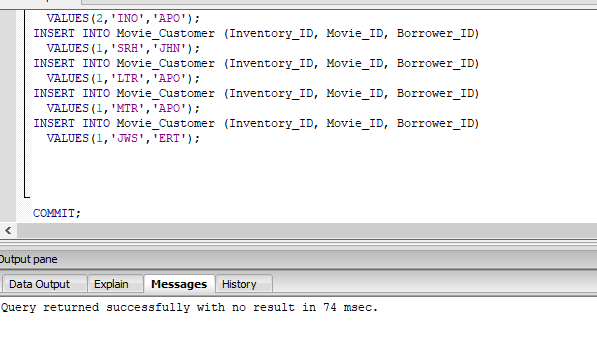 VALUES(2,'INO','APO');
INSERT INTO Movie_Customer (Inventory_ID, Movie_ID, Borrower_ID)
VALUES(1,'SRH','JHN');
INSERT INTO Movie_Customer (Inventory_ID, Movie_ID, Borrower_ID)
VALUES(1,'LTR','APO');
INSERT INTO Movie_Customer (Inventory_ID, Movie_ID, Borrower_ID)
VALUES(1,'MTR','APO');
INSERT INTO Movie_Customer (Inventory_ID, Movie_ID, Borrower_ID)
VALUES(1,'JWS','ERT');
COMMIT;
Output pane
Data Output Explain Messages History
Query returned successfully with no result in 74 msec.